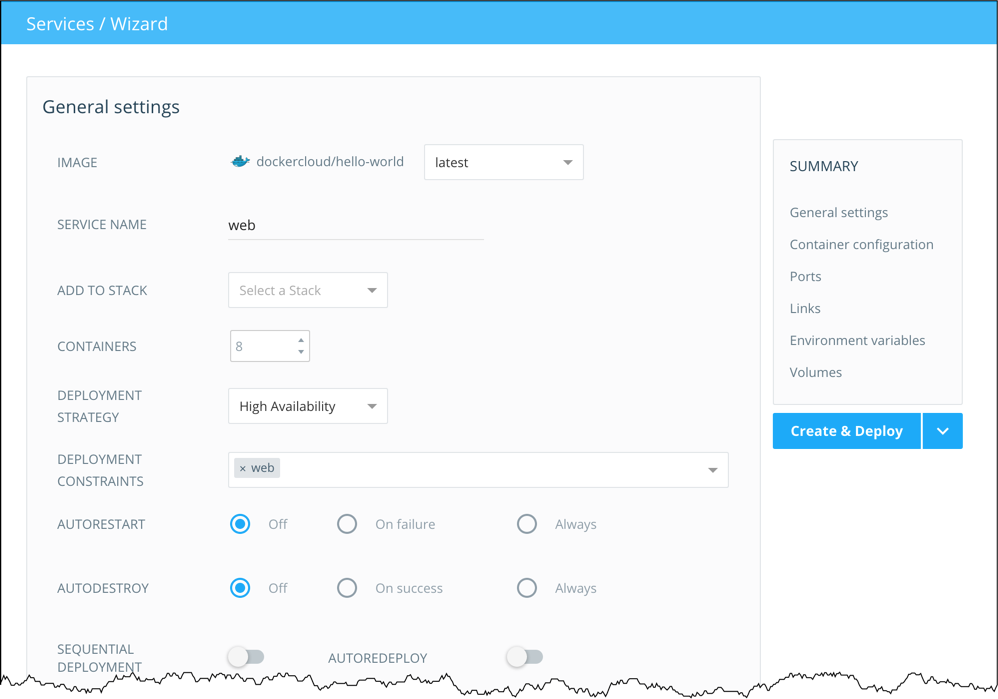 Services / Wizard
General settings
IMAGE
dockercloud/hello-world
latest
SERVICE NAME
web
ADD TO STACK
Select a Stack
CONTAINERS
8
DEPLOYMENT
STRATEGY
High Availability
DEPLOYMENT
CONSTRAINTS
× web
AUTORESTART
Off
On failure
Always
AUTODESTROY
Off
On success
Always
SEQUENTIAL
DEPLOYMENT
AUTOREDEPLOY
SUMMARY
General settings
Container configuration
Ports
Links
Environment variables
Volumes
Create & Deploy